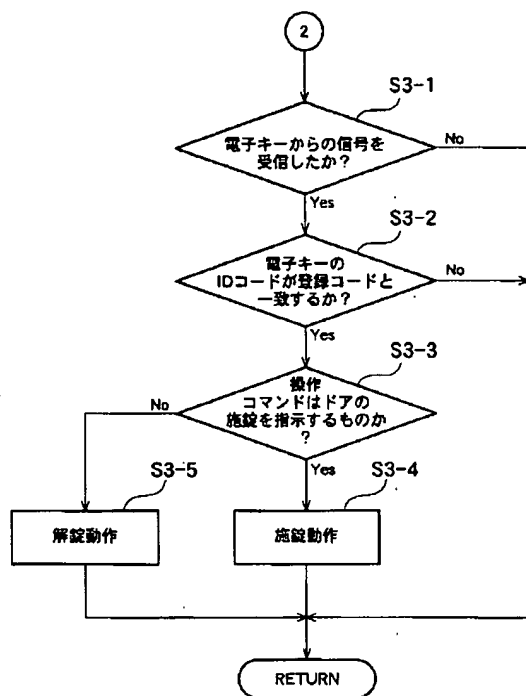 2
S3-1
電子キーからの信号を
受信したか？
No
Yes
S3-2
電子キーの
IDコードが登録コードと
一致するか？
No
Yes
S3-3
操作
コマンドはドアの
施錠を指示するものか
？
No
Yes
S3-5
S3-4
解錠動作
施錠動作
RETURN